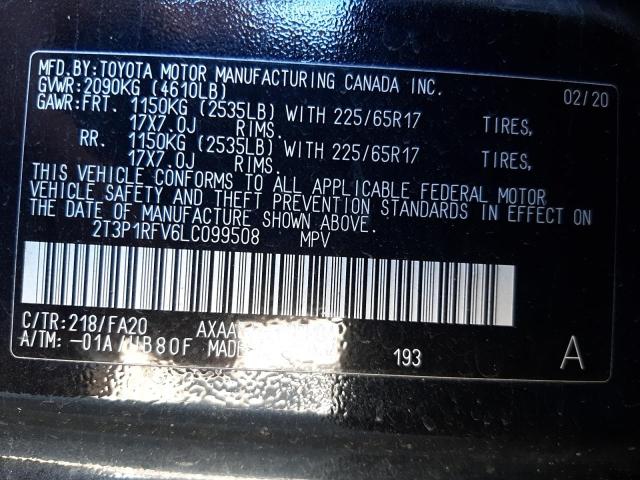 MFD.BY:TOYOTA MOTOR MANUFACTURING CANADA INC.
GVWR:2090KG (4610LB) 02/20
GAWR:FRT. 1150KG (2535LB) WITH 225/65R17 TIRES,
17X7.0J RIMS.
RR. 1150KG (2535LB) WITH 225/65R17 TIRES,
17X7.0J RIMS.
THIS VEHICLE CONFORMS TO ALL APPLICABLE FEDERAL MOTOR
VEHICLE SAFETY AND THEFT PREVENTION STANDARDS IN EFFECT ON
THE DATE OF MANUFACTURE SHOWN ABOVE.
2T3P1RFV6LC099508 MPV
C/TR:218/FA20
A/TM: -01A/UB80F MADE
193 A